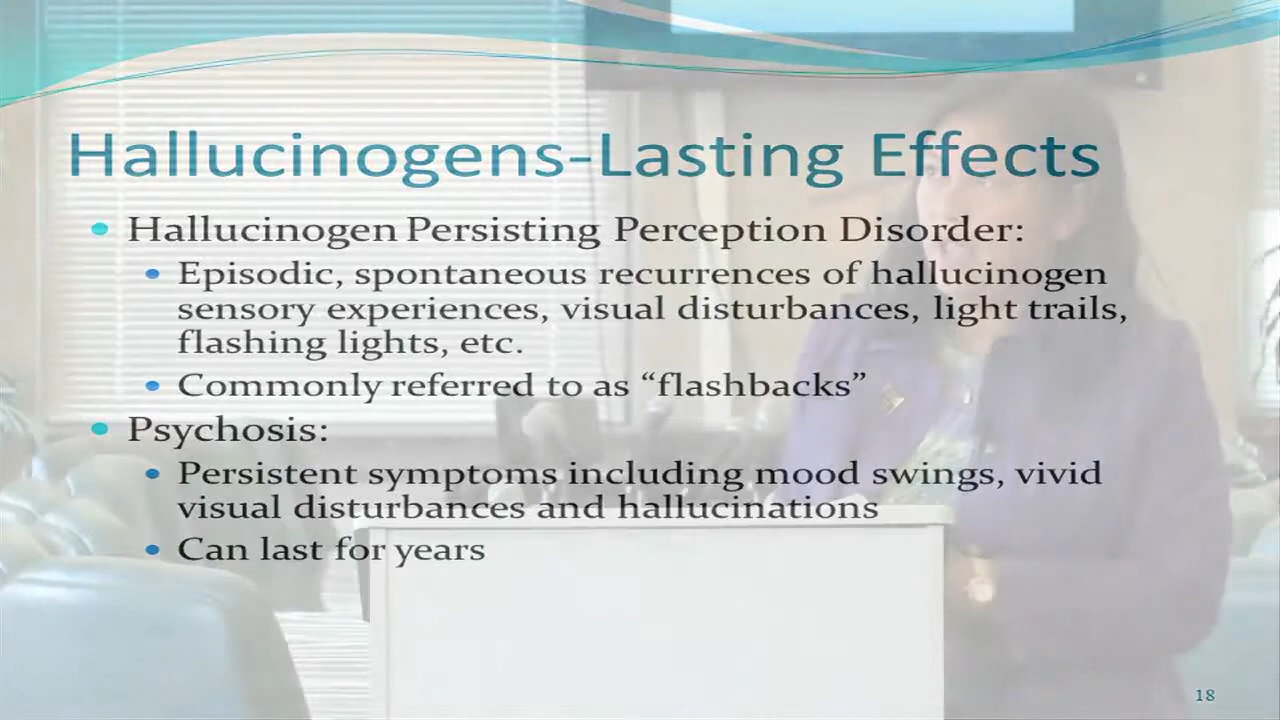 Hallucinogens-Lasting Effects
• Hallucinogen Persisting Perception Disorder:
• Episodic, spontaneous recurrences of hallucinogen
sensory experiences, visual disturbances, light trails,
flashing lights, etc.
• Commonly referred to as “flashbacks”
• Psychosis:
• Persistent symptoms including mood swings, vivid
visual disturbances and hallucinations
• Can last for years
18